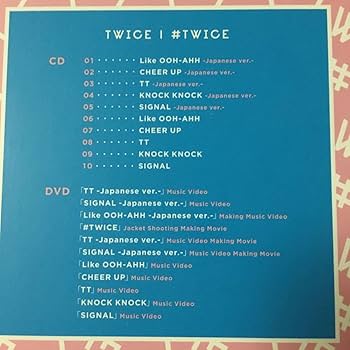 TWICE | #TWICE
CD 01 ・・・・・・ Like OOH-AHH -Japanese ver.-
02 ・・・・・・ CHEER UP -Japanese ver.-
03 ・・・・・・ TT -Japanese ver.-
04 ・・・・・・ KNOCK KNOCK -Japanese ver.-
05 ・・・・・・ SIGNAL -Japanese ver.-
06 ・・・・・・ Like OOH-AHH
07 ・・・・・・ CHEER UP
08 ・・・・・・ TT
09 ・・・・・・ KNOCK KNOCK
10 ・・・・・・ SIGNAL
DVD 「TT -Japanese ver.-」 Music Video
「SIGNAL -Japanese ver.-」 Music Video
「Like OOH-AHH -Japanese ver.-」 Making Music Video
「#TWICE」 Jacket Shooting Making Movie
「TT -Japanese ver.-」 Music Video Making Movie
「SIGNAL -Japanese ver.-」 Music Video Making Movie
「Like OOH-AHH」 Music Video
「CHEER UP」 Music Video
「TT」 Music Video
「KNOCK KNOCK」 Music Video
「SIGNAL」 Music Video